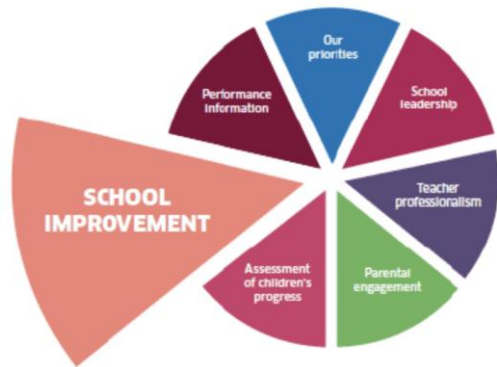 Our
priorities
School
leadership
Teacher
professionalism
Parental
engagement
Assessment
of children's
progress
SCHOOL
IMPROVEMENT
Performance
information